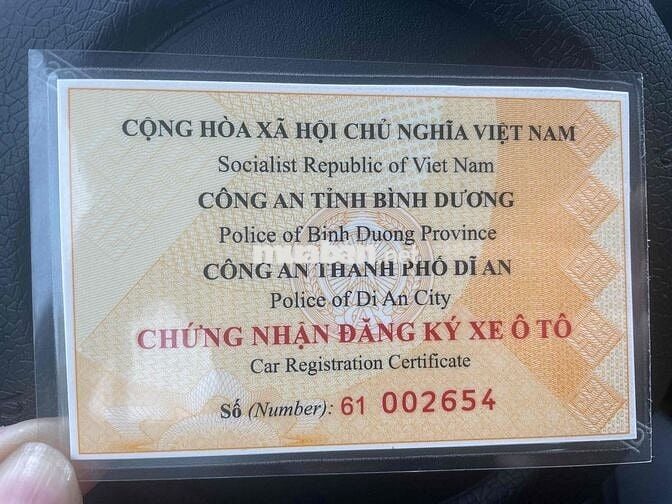 CỘNG HÒA XÃ HỘI CHỦ NGHĨA VIỆT NAM
Socialist Republic of Viet Nam
CÔNG AN TỈNH BÌNH DƯƠNG
Police of Binh Duong Province
CÔNG AN THÀNH PHỐ DĨ AN
Police of Di An City
CHỨNG NHẬN ĐĂNG KÝ XE Ô TÔ
Car Registration Certificate
Số (Number): 61 002654